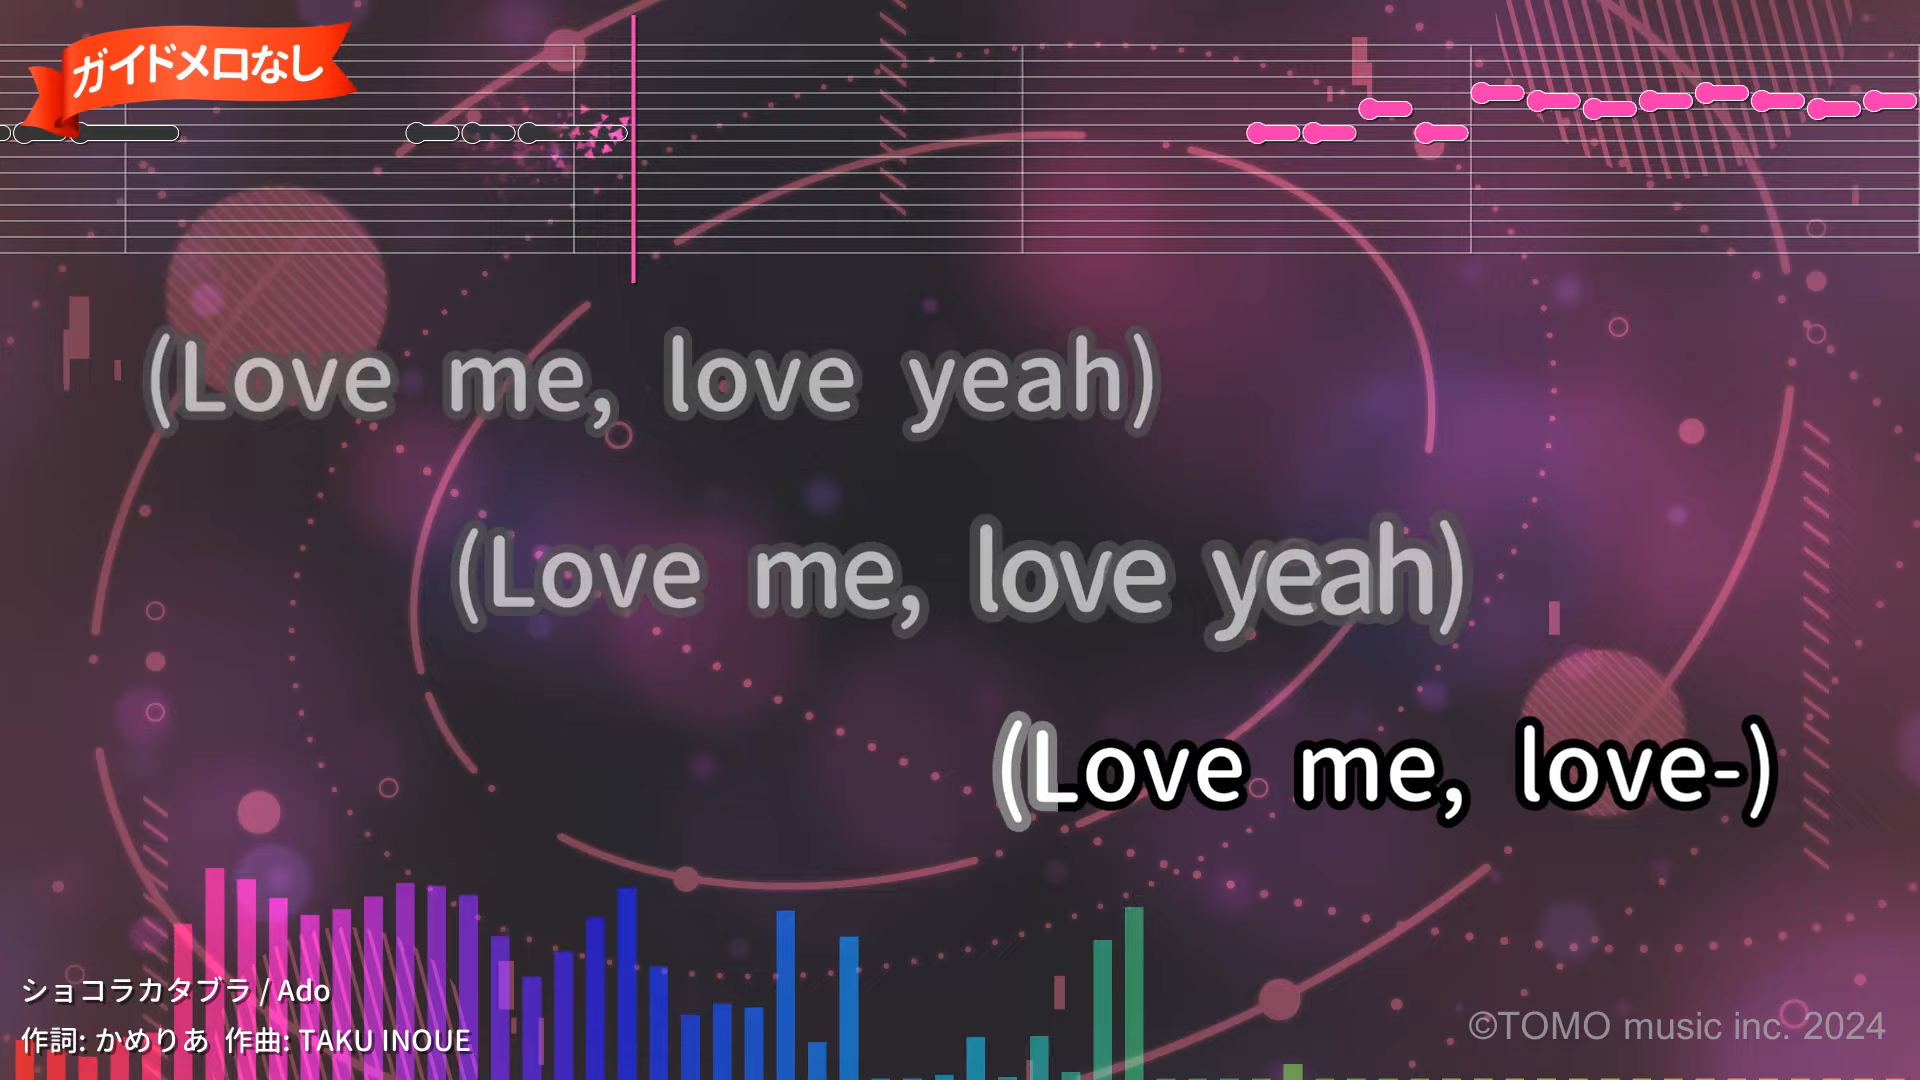 ガイドメロなし
(Love me, love yeah)
(Love me, love yeah)
(Love me, love-)
ショコラカタブラ / Ado
作詞: かめりあ 作曲: TAKU INOUE
©TOMO music inc. 2024